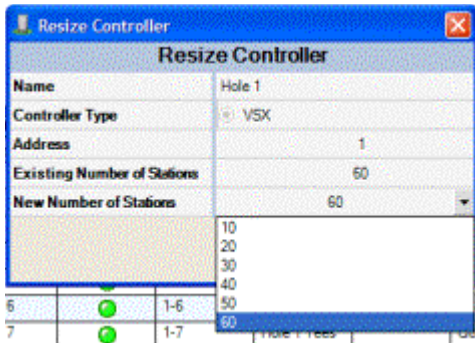 Resize Controller
Resize Controller
Name Hole 1
Controller Type VSX
Address 1
Existing Number of Stations 60
New Number of Stations 60
10
20
30
40
50
60
6 1-6
7 1-7 Hole 1 Tees